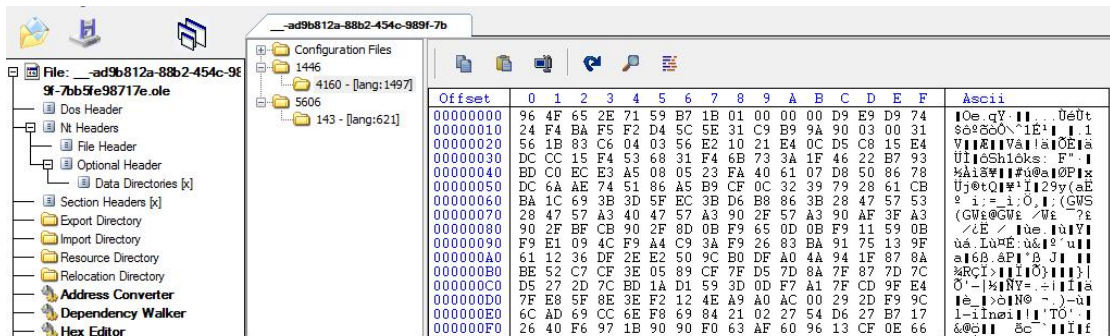 __-ad9b812a-88b2-454c-989f-7b
File: __-ad9b812a-88b2-454c-98
9f-7bb5fe98717e.ole
Dos Header
Nt Headers
File Header
Optional Header
Data Directories [x]
Section Headers [x]
Export Directory
Import Directory
Resource Directory
Relocation Directory
Address Converter
Dependency Walker
Hex Editor
Configuration Files
1446
4160 - [lang:1497]
5606
143 - [lang:621]
Offset 0 1 2 3 4 5 6 7 8 9 A B C D E F Ascii
00000000 96 4F 65 2E 71 59 B7 1B 01 00 00 00 D9 E9 D9 74
00000010 24 F4 BA F5 F2 D4 5C 5E 31 C9 B9 9A 90 03 00 31
00000020 56 1B 83 C6 04 03 56 E2 10 21 E4 0C D5 C8 15 E4
00000030 DC CC 15 F4 53 68 31 F4 6B 73 3A 1F 46 22 B7 93
00000040 BD C0 EC E3 A5 08 05 23 FA 40 61 07 D8 50 86 78
00000050 DC 6A AE 74 51 86 A5 B9 CF 0C 32 39 79 28 61 CB
00000060 BA 1C 69 3B 3D 5F EC 3B D6 B8 86 3B 28 47 57 53
00000070 28 47 57 A3 40 47 57 A3 90 2F 57 A3 90 AF 3F A3
00000080 90 2F BF CB 90 2F 8D 0B F9 65 0D 0B F9 11 59 0B
00000090 F9 E1 09 4C F9 A4 C9 3A F9 26 83 BA 91 75 13 9F
000000A0 61 12 36 DF 2E E2 50 9C B0 DF A0 4A 94 1F 87 8A
000000B0 BE 52 C7 CF 3E 05 89 CF 7F D5 7D 8A 7F 87 7D 7C
000000C0 D5 27 2D 7C BD 1A D1 59 3D 0D F7 A1 7F CD 9F E4
000000D0 7F E8 5F 8E 3E F2 12 4E A9 A0 AC 00 29 2D F9 9C
000000E0 6C AD 69 CC 6E F8 69 84 21 02 27 54 D6 27 B7 17
000000F0 26 40 F6 97 1B 90 90 F0 63 AF 60 96 13 CF 0E 66